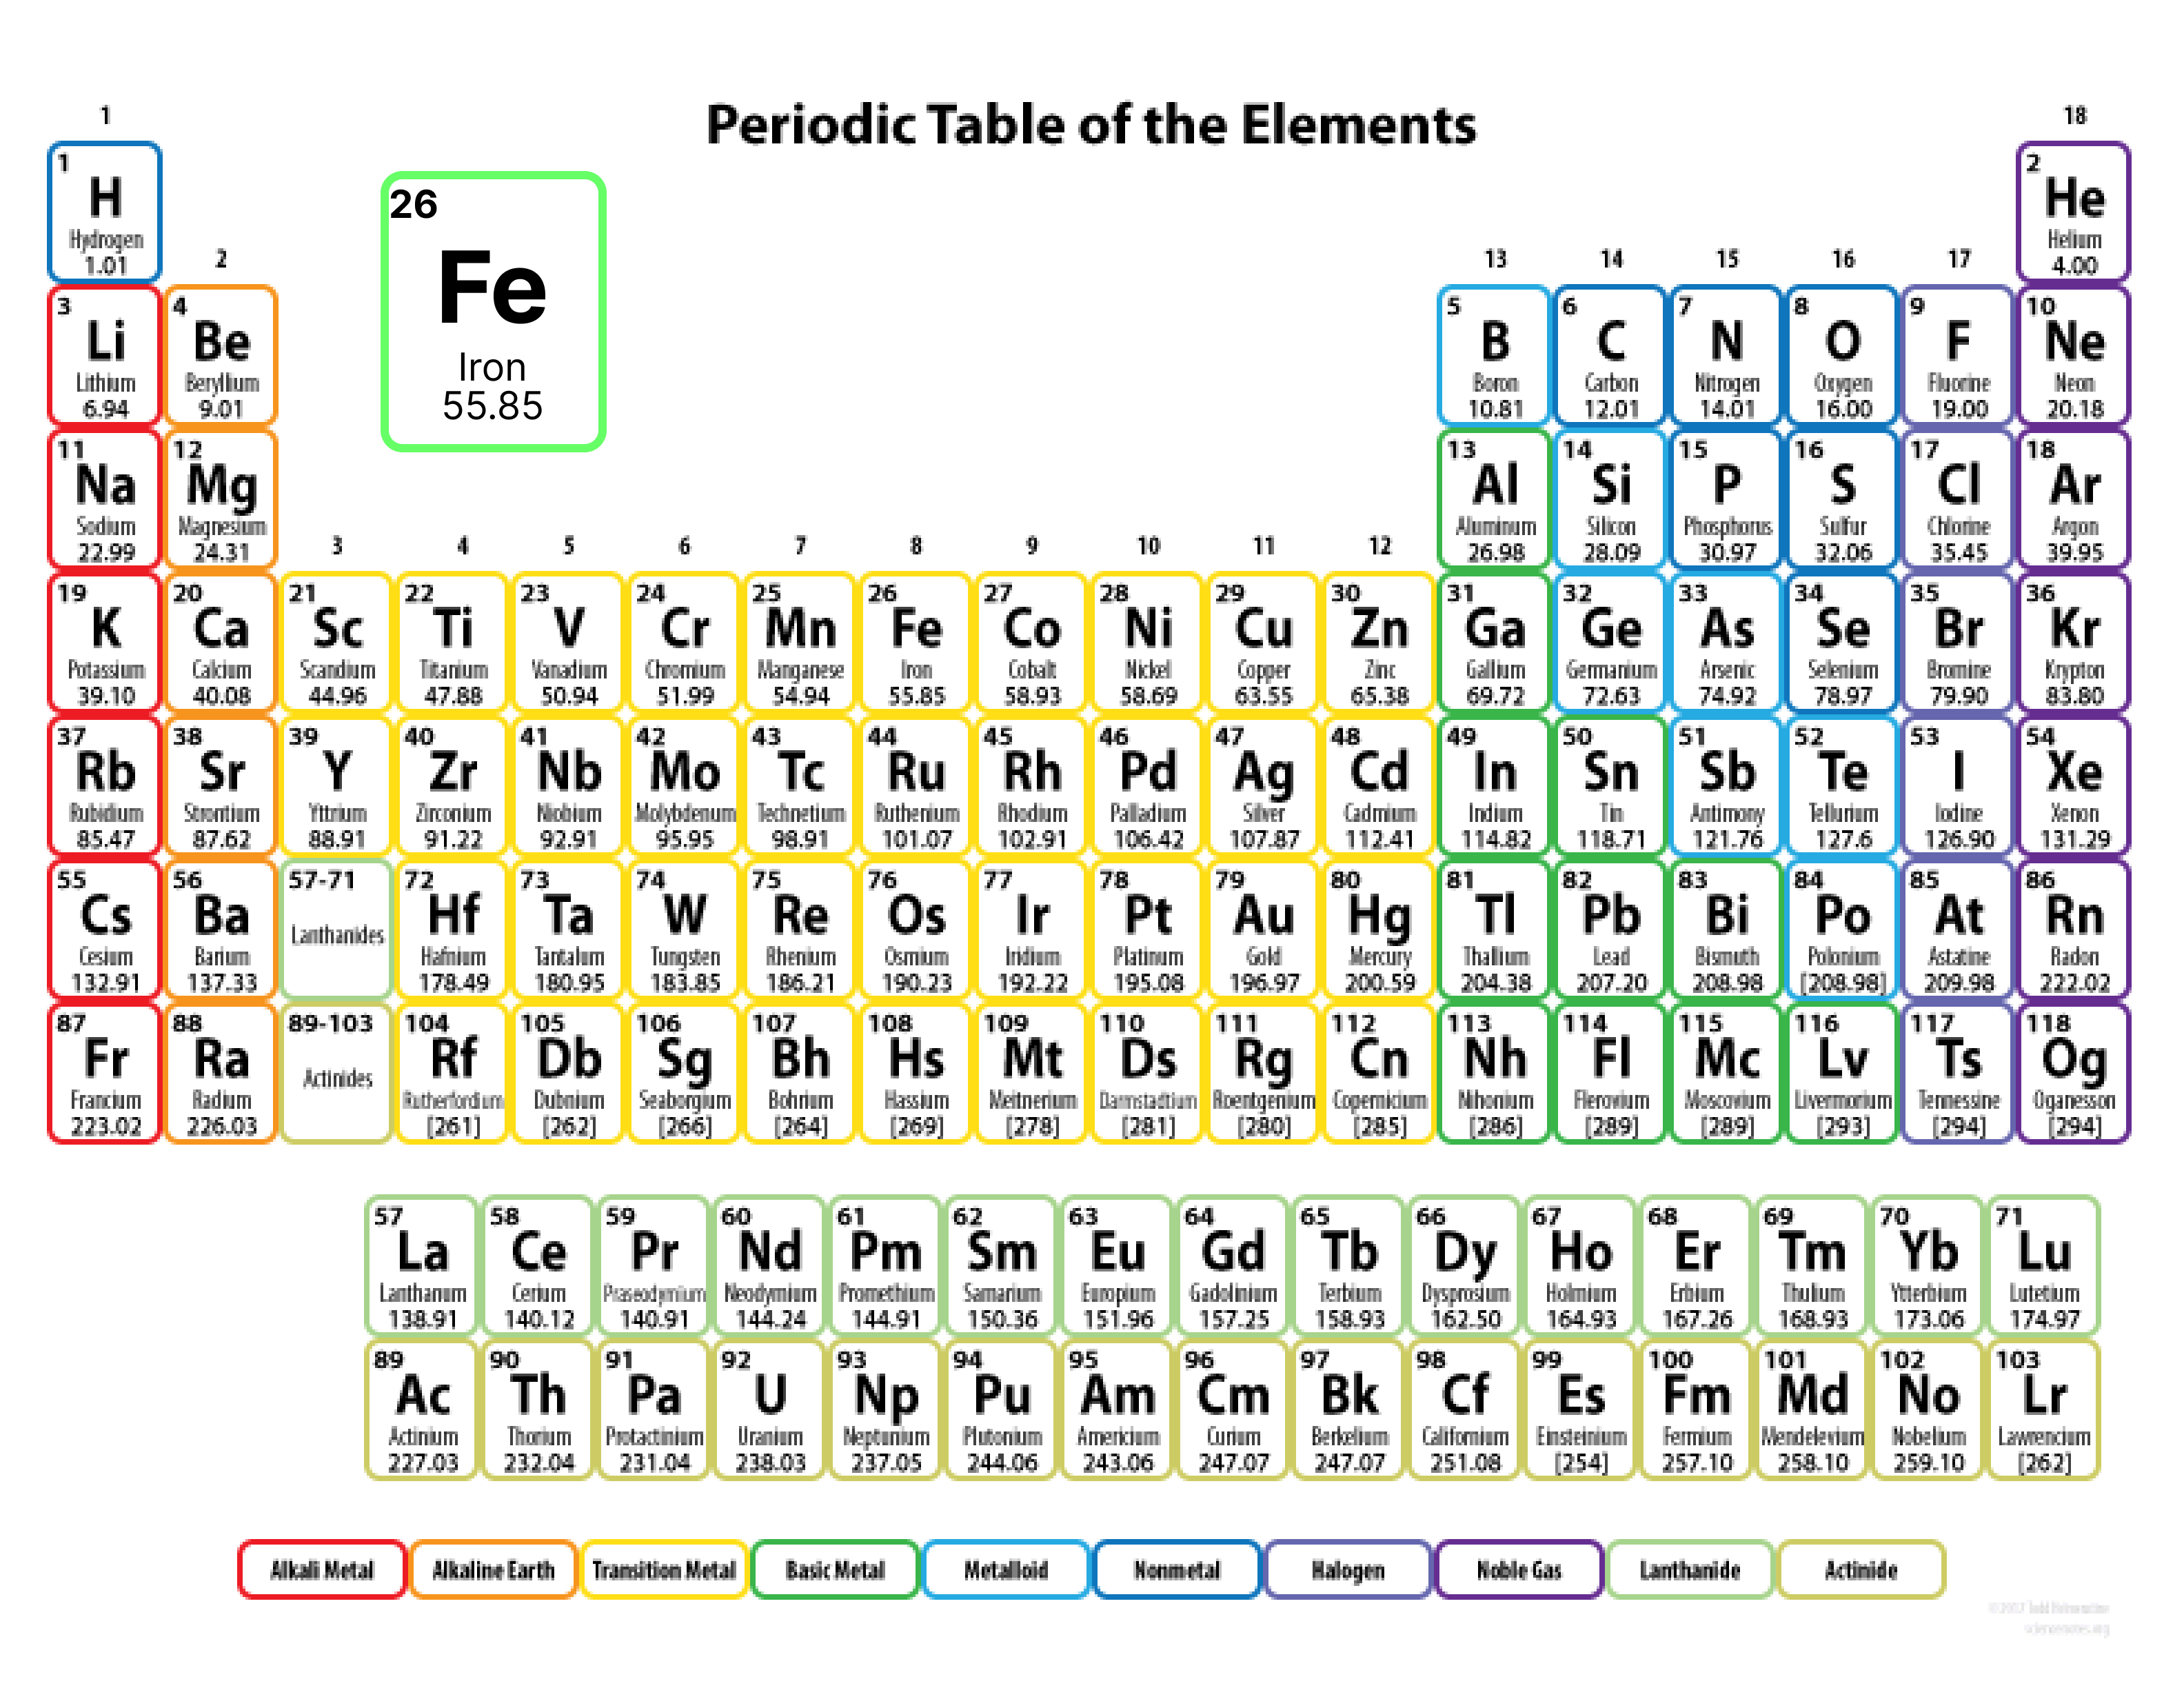 Periodic Table of the Elements
1
18
1
H
Hydrogen
1.01
2
He
Helium
4.00
26
Fe
Iron
55.85
2
13
14
15
16
17
3
Li
Lithium
6.94
4
Be
Beryllium
9.01
5
B
Boron
10.81
6
C
Carbon
12.01
7
N
Nitrogen
14.01
8
O
Oxygen
16.00
9
F
Fluorine
19.00
10
Ne
Neon
20.18
11
Na
Sodium
22.99
12
Mg
Magnesium
24.31
13
Al
Aluminum
26.98
14
Si
Silicon
28.09
15
P
Phosphorus
30.97
16
S
Sulfur
32.06
17
Cl
Chlorine
35.45
18
Ar
Argon
39.95
3
4
5
6
7
8
9
10
11
12
19
K
Potassium
39.10
20
Ca
Calcium
40.08
21
Sc
Scandium
44.96
22
Ti
Titanium
47.88
23
V
Vanadium
50.94
24
Cr
Chromium
51.99
25
Mn
Manganese
54.94
26
Fe
Iron
55.85
27
Co
Cobalt
58.93
28
Ni
Nickel
58.69
29
Cu
Copper
63.55
30
Zn
Zinc
65.38
31
Ga
Gallium
69.72
32
Ge
Germanium
72.63
33
As
Arsenic
74.92
34
Se
Selenium
78.97
35
Br
Bromine
79.90
36
Kr
Krypton
83.80
37
Rb
Rubidium
85.47
38
Sr
Strontium
87.62
39
Y
Yttrium
88.91
40
Zr
Zirconium
91.22
41
Nb
Niobium
92.91
42
Mo
Molybdenum
95.95
43
Tc
Technetium
98.91
44
Ru
Ruthenium
101.07
45
Rh
Rhodium
102.91
46
Pd
Palladium
106.42
47
Ag
Silver
107.87
48
Cd
Cadmium
112.41
49
In
Indium
114.82
50
Sn
Tin
118.71
51
Sb
Antimony
121.76
52
Te
Tellurium
127.6
53
I
Iodine
126.90
54
Xe
Xenon
131.29
55
Cs
Cesium
132.91
56
Ba
Barium
137.33
57-71
Lanthanides
72
Hf
Hafnium
178.49
73
Ta
Tantalum
180.95
74
W
Tungsten
183.85
75
Re
Rhenium
186.21
76
Os
Osmium
190.23
77
Ir
Iridium
192.22
78
Pt
Platinum
195.08
79
Au
Gold
196.97
80
Hg
Mercury
200.59
81
Tl
Thallium
204.38
82
Pb
Lead
207.20
83
Bi
Bismuth
208.98
84
Po
Polonium
[208.98]
85
At
Astatine
209.98
86
Rn
Radon
222.02
87
Fr
Francium
223.02
88
Ra
Radium
226.03
89-103
Actinides
104
Rf
Rutherfordium
[261]
105
Db
Dubnium
[262]
106
Sg
Seaborgium
[266]
107
Bh
Bohrium
[264]
108
Hs
Hassium
[269]
109
Mt
Meitnerium
[278]
110
Ds
Darmstadtium
[281]
111
Rg
Roentgenium
[280]
112
Cn
Copernicium
[285]
113
Nh
Nihonium
[286]
114
Fl
Flerovium
[289]
115
Mc
Moscovium
[289]
116
Lv
Livermorium
[293]
117
Ts
Tennessine
[294]
118
Og
Oganesson
[294]
57
La
Lanthanum
138.91
58
Ce
Cerium
140.12
59
Pr
Praseodymium
140.91
60
Nd
Neodymium
144.24
61
Pm
Promethium
144.91
62
Sm
Samarium
150.36
63
Eu
Europium
151.96
64
Gd
Gadolinium
157.25
65
Tb
Terbium
158.93
66
Dy
Dysprosium
162.50
67
Ho
Holmium
164.93
68
Er
Erbium
167.26
69
Tm
Thulium
168.93
70
Yb
Ytterbium
173.06
71
Lu
Lutetium
174.97
89
Ac
Actinium
227.03
90
Th
Thorium
232.04
91
Pa
Protactinium
231.04
92
U
Uranium
238.03
93
Np
Neptunium
237.05
94
Pu
Plutonium
244.06
95
Am
Americium
243.06
96
Cm
Curium
247.07
97
Bk
Berkelium
247.07
98
Cf
Californium
251.08
99
Es
Einsteinium
[254]
100
Fm
Fermium
257.10
101
Md
Mendelevium
258.10
102
No
Nobelium
259.10
103
Lr
Lawrencium
[262]
Alkali Metal
Alkaline Earth
Transition Metal
Basic Metal
Metalloid
Nonmetal
Halogen
Noble Gas
Lanthanide
Actinide
sciencenotes.org